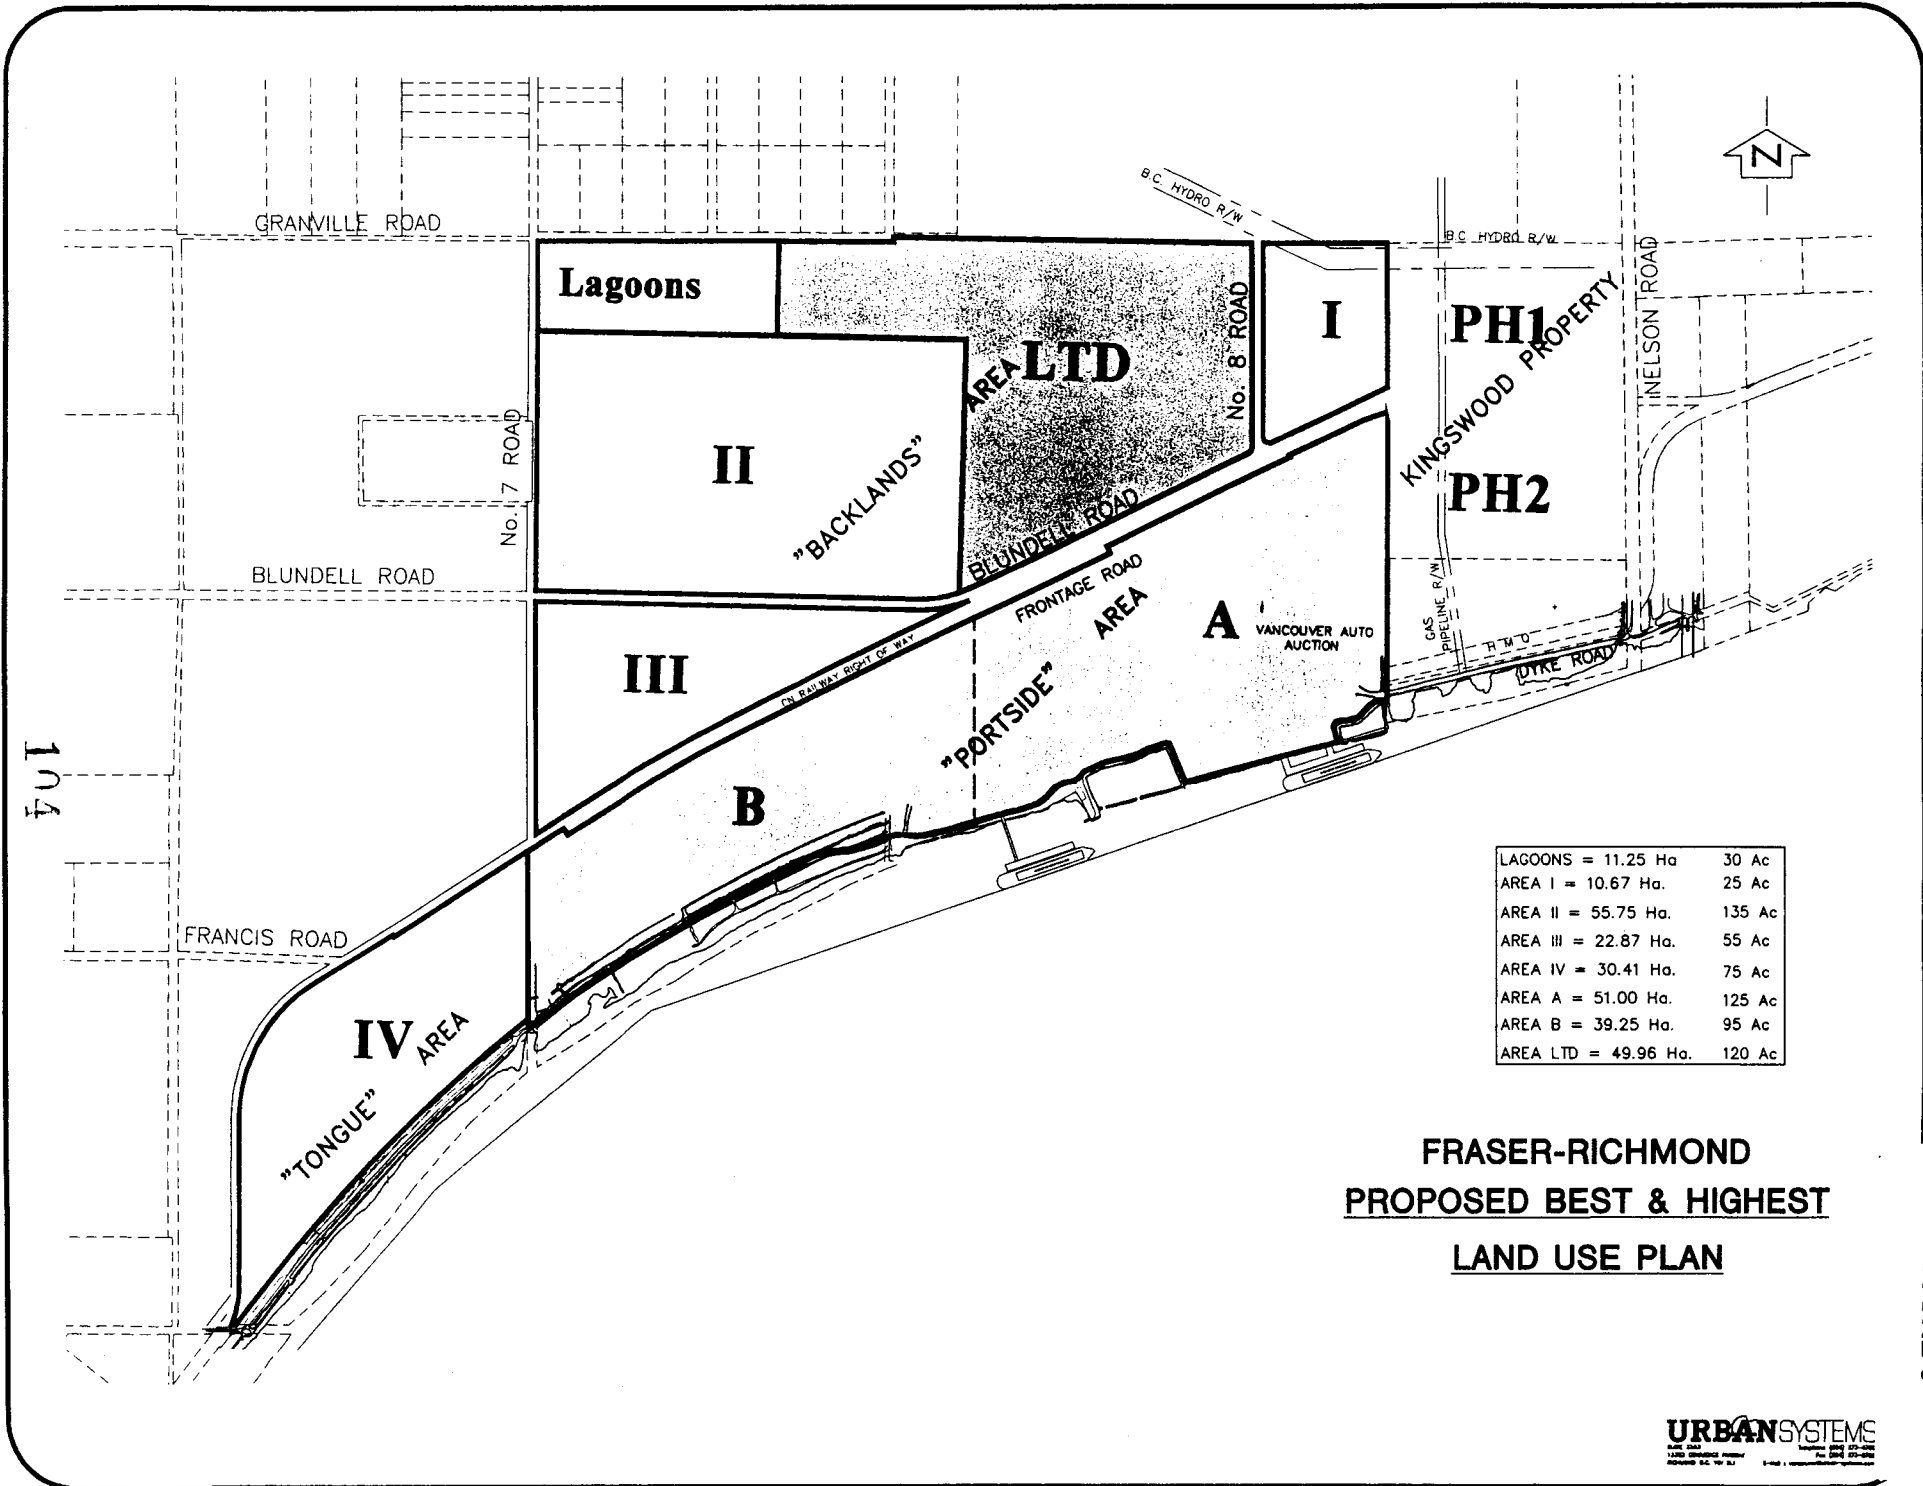 GRANVILLE ROAD
B.C. HYDRO R/W
B.C HYDRO R/W
N
Lagoons
AREA LTD
No. 8 ROAD
I
PH1
KINGSWOOD PROPERTY
NELSON ROAD
II
"BACKLANDS"
No. 7 ROAD
PH2
BLUNDELL ROAD
BLUNDELL ROAD
FRONTAGE ROAD
GAS
PIPELINE R/W
III
CN RAILWAY RIGHT OF WAY
"PORTSIDE" AREA
A
VANCOUVER AUTO
AUCTION
DYKE ROAD
104
B
FRANCIS ROAD
IV
"TONGUE" AREA
LAGOONS = 11.25 Ha 30 Ac
AREA I = 10.67 Ha. 25 Ac
AREA II = 55.75 Ha. 135 Ac
AREA III = 22.87 Ha. 55 Ac
AREA IV = 30.41 Ha. 75 Ac
AREA A = 51.00 Ha. 125 Ac
AREA B = 39.25 Ha. 95 Ac
AREA LTD = 49.96 Ha. 120 Ac
FRASER-RICHMOND
PROPOSED BEST & HIGHEST
LAND USE PLAN
URBANSYSTEMS